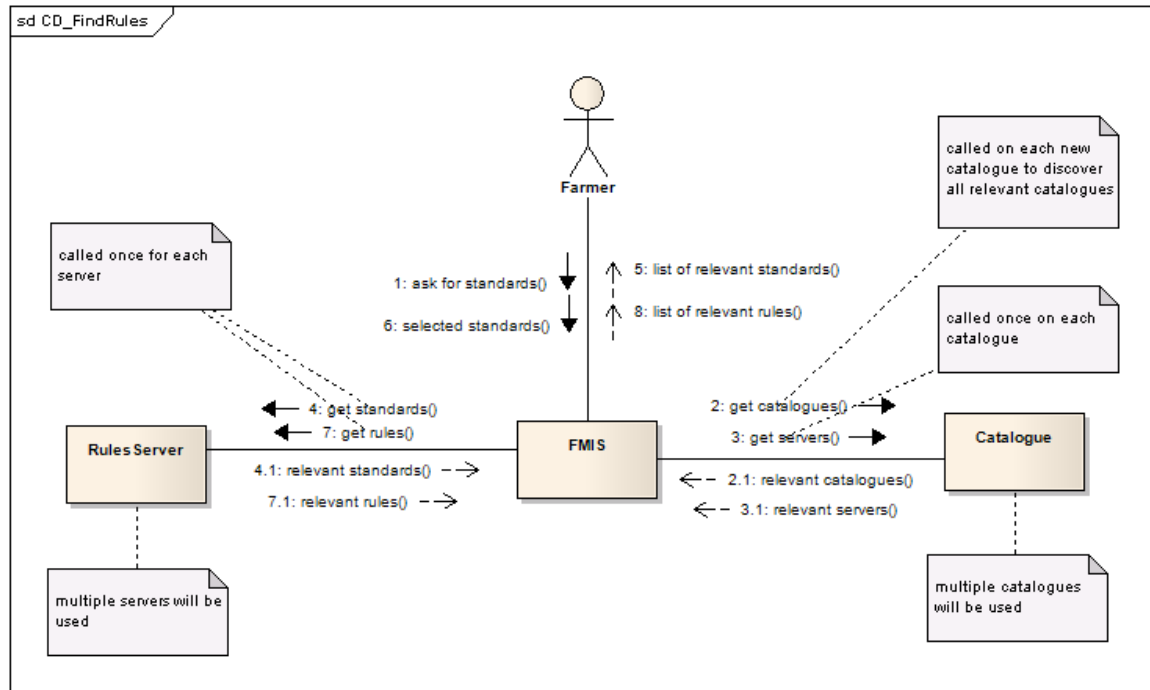 sd CD_FindRules
called on each new
catalogue to discover
all relevant catalogues
Farmer
called once for each
server
1: ask for standards()
5: list of relevant standards()
6: selected standards()
8: list of relevant rules()
called once on each
catalogue
4: get standards()
7: get rules()
2: get catalogues()
3: get servers()
RulesServer
FMIS
Catalogue
4.1: relevant standards()
7.1: relevant rules()
2.1: relevant catalogues()
3.1: relevant servers()
multiple servers will be
used
multiple catalogues
will be used